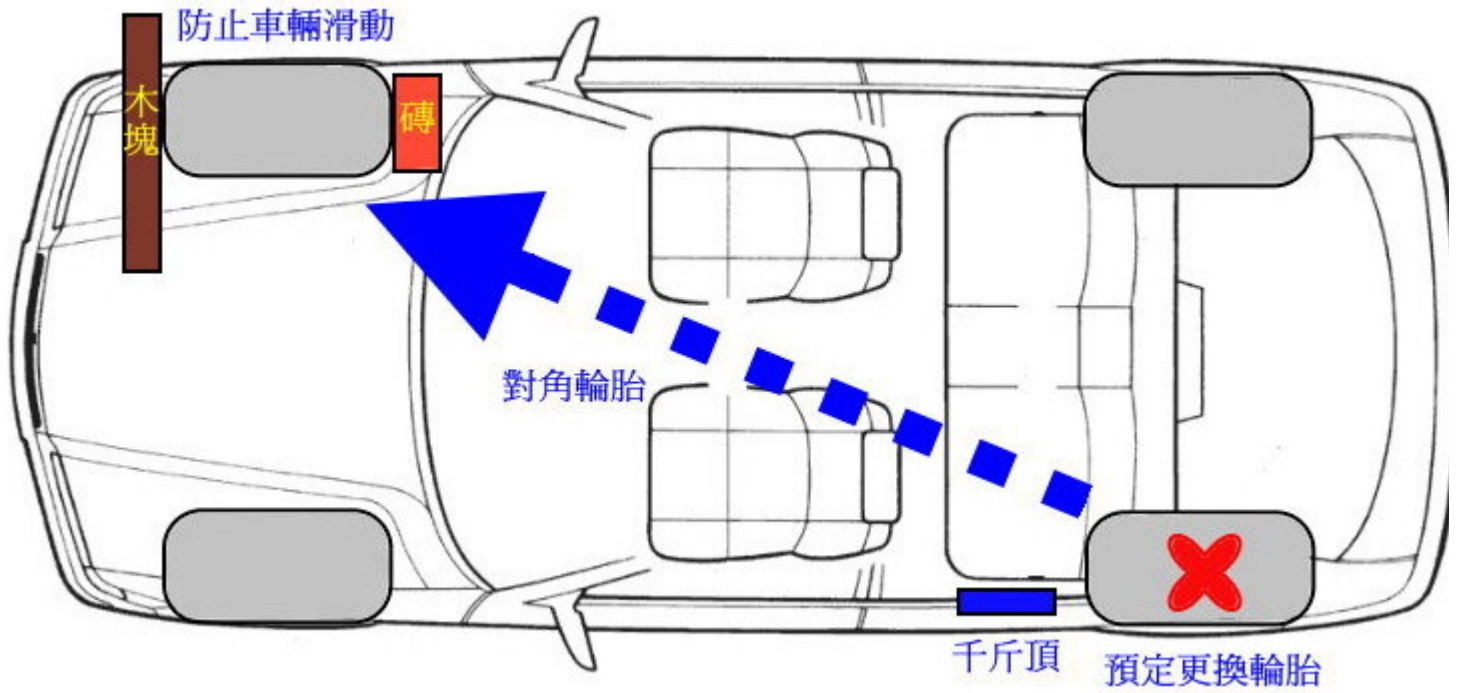 防止車輛滑動
木塊
磚
對角輪胎
千斤頂
預定更換輪胎